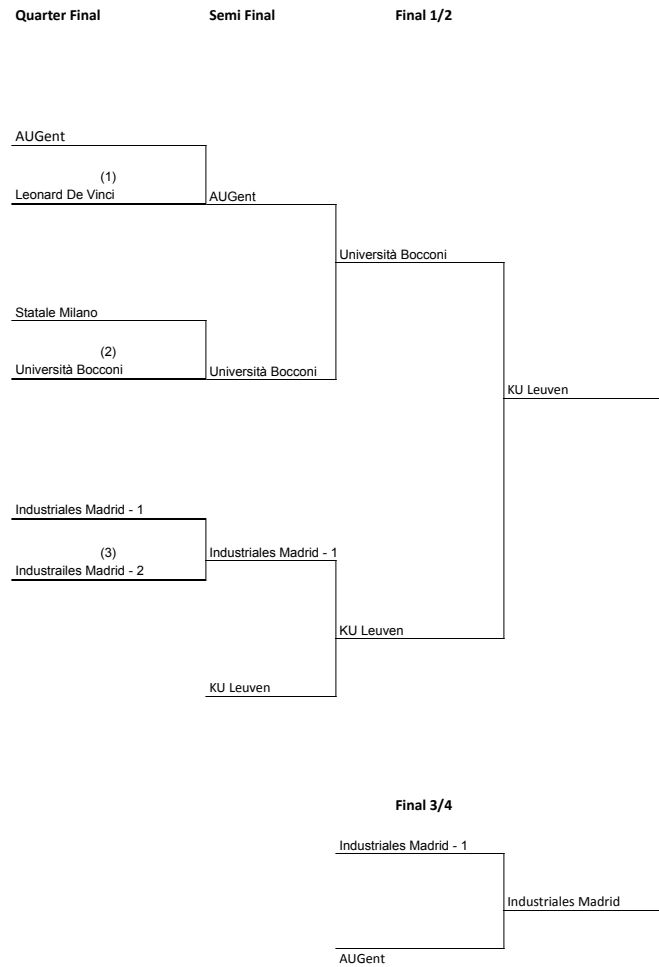 Quarter Final Semi Final Final 1/2
AUGent
(1)
Leonard De Vinci AUGent
Università Bocconi
Statale Milano
(2)
Università Bocconi Università Bocconi
KU Leuven
Industriales Madrid - 1
(3) Industriales Madrid - 1
Industrailes Madrid - 2
KU Leuven
KU Leuven
Final 3/4
Industriales Madrid - 1
Industriales Madrid
AUGent